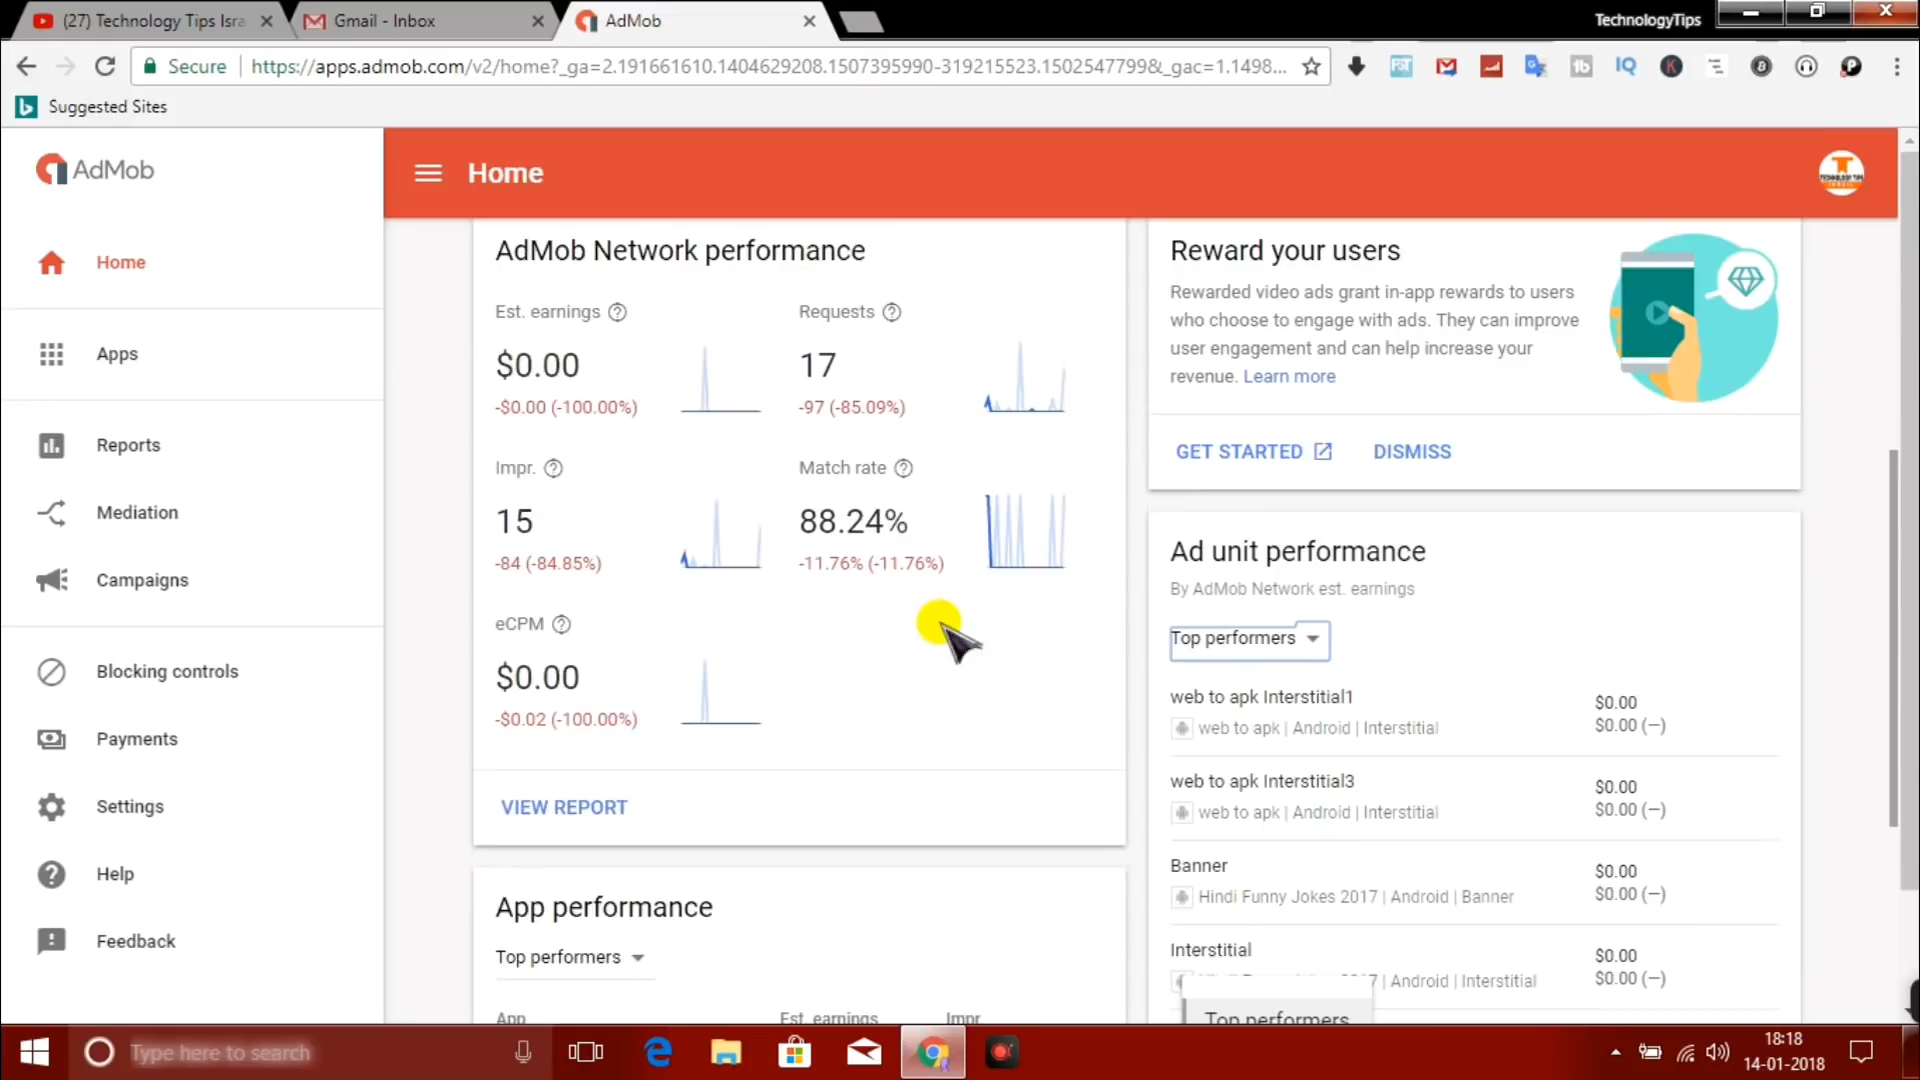 (27) Technology Tips Isra
Gmail - Inbox
AdMob
TechnologyTips
Secure
https://apps.admob.com/v2/home?_ga=2.191661610.1404629208.1507395990-319215523.1502547799&_gac=1.1498...
Suggested Sites
AdMob
Home
Home
Apps
Reports
Mediation
Campaigns
Blocking controls
Payments
Settings
Help
Feedback
AdMob Network performance
Est. earnings
$0.00
-$0.00 (-100.00%)
Requests
17
-97 (-85.09%)
Impr.
15
-84 (-84.85%)
Match rate
88.24%
-11.76% (-11.76%)
eCPM
$0.00
-$0.02 (-100.00%)
VIEW REPORT
App performance
Top performers
App Est. earnings Impr
Reward your users
Rewarded video ads grant in-app rewards to users
who choose to engage with ads. They can improve
user engagement and can help increase your
revenue. Learn more
GET STARTED
DISMISS
Ad unit performance
By AdMob Network est. earnings
Top performers
web to apk Interstitial1
$0.00
web to apk | Android | Interstitial
$0.00 (—)
web to apk Interstitial3
$0.00
web to apk | Android | Interstitial
$0.00 (—)
Banner
$0.00
Hindi Funny Jokes 2017 | Android | Banner
$0.00 (—)
Interstitial
$0.00
7 | Android | Interstitial
$0.00 (—)
Top performers
Type here to search
18:18
14-01-2018